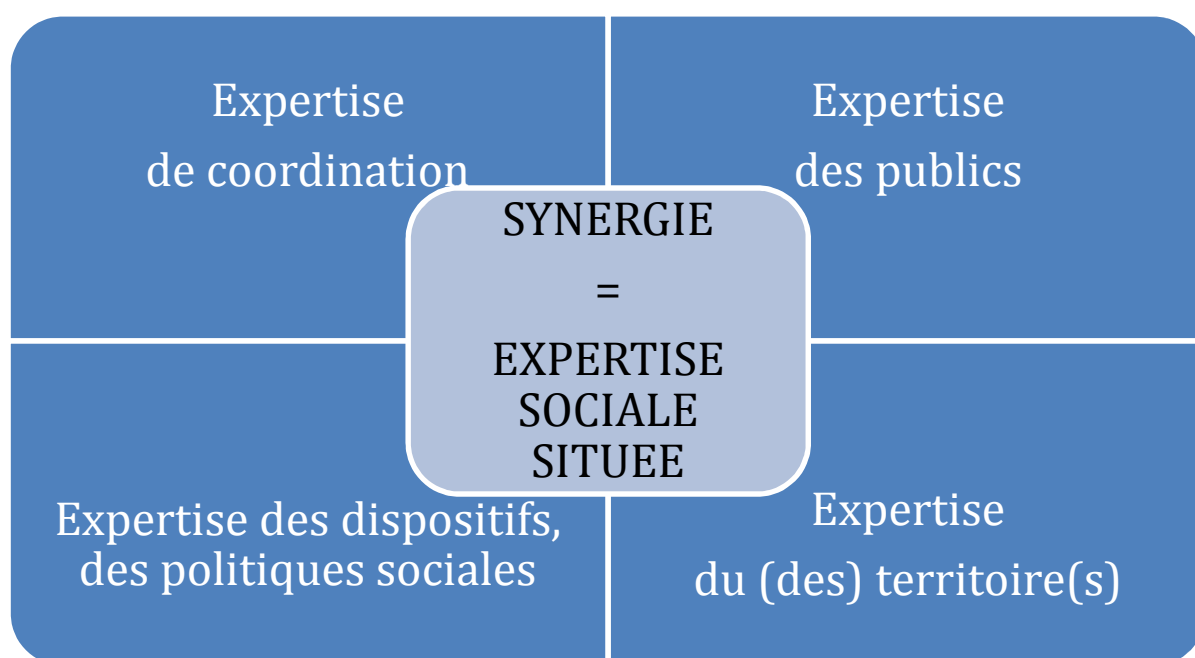 Expertise
de coordination
Expertise
des publics
SYNERGIE
=
EXPERTISE
SOCIALE
SITUEE
Expertise des dispositifs,
des politiques sociales
Expertise
du (des) territoire(s)